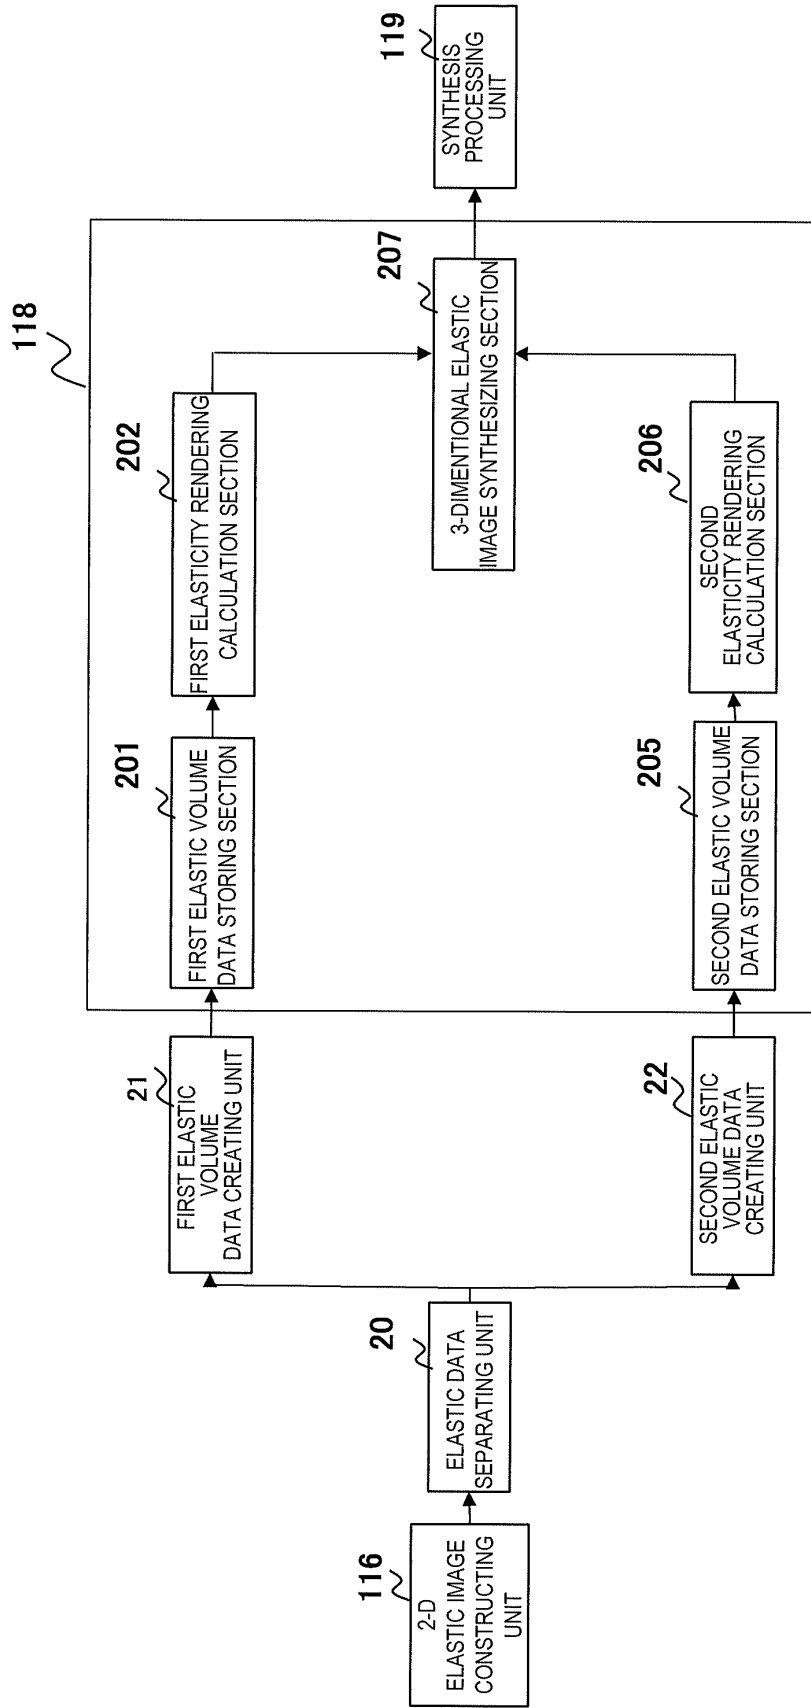 116
2-D
ELASTIC IMAGE
CONSTRUCTING
UNIT
20
ELASTIC DATA
SEPARATING UNIT
21
FIRST ELASTIC
VOLUME
DATA CREATING UNIT
22
SECOND ELASTIC
VOLUME DATA
CREATING UNIT
118
201
FIRST ELASTIC VOLUME
DATA STORING SECTION
202
FIRST ELASTICITY RENDERING
CALCULATION SECTION
205
SECOND ELASTIC VOLUME
DATA STORING SECTION
206
SECOND
ELASTICITY RENDERING
CALCULATION SECTION
207
3-DIMENTIONAL ELASTIC
IMAGE SYNTHESIZING SECTION
119
SYNTHESIS
PROCESSING
UNIT